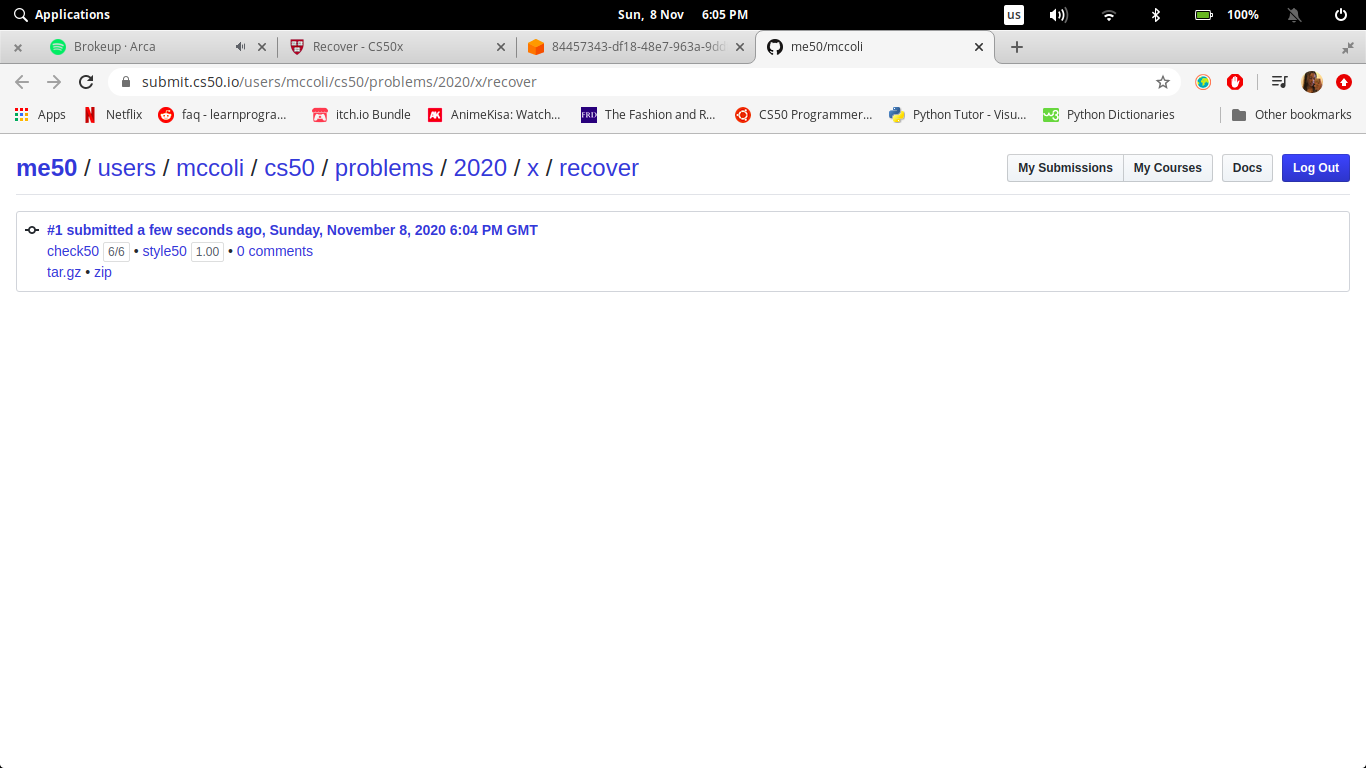 Applications Sun, 8 Nov 6:05 PM us 100%
Brokeup · Arca Recover - CS50x 84457343-df18-48e7-963a-9dd me50/mccoli
submit.cs50.io/users/mccoli/cs50/problems/2020/x/recover
Apps Netflix faq - learnprogra... itch.io Bundle AnimeKisa: Watch... The Fashion and R... CS50 Programmer... Python Tutor - Visu... Python Dictionaries Other bookmarks
me50 / users / mccoli / cs50 / problems / 2020 / x / recover My Submissions My Courses Docs Log Out
#1 submitted a few seconds ago, Sunday, November 8, 2020 6:04 PM GMT
check50 6/6 • style50 1.00 • 0 comments
tar.gz • zip